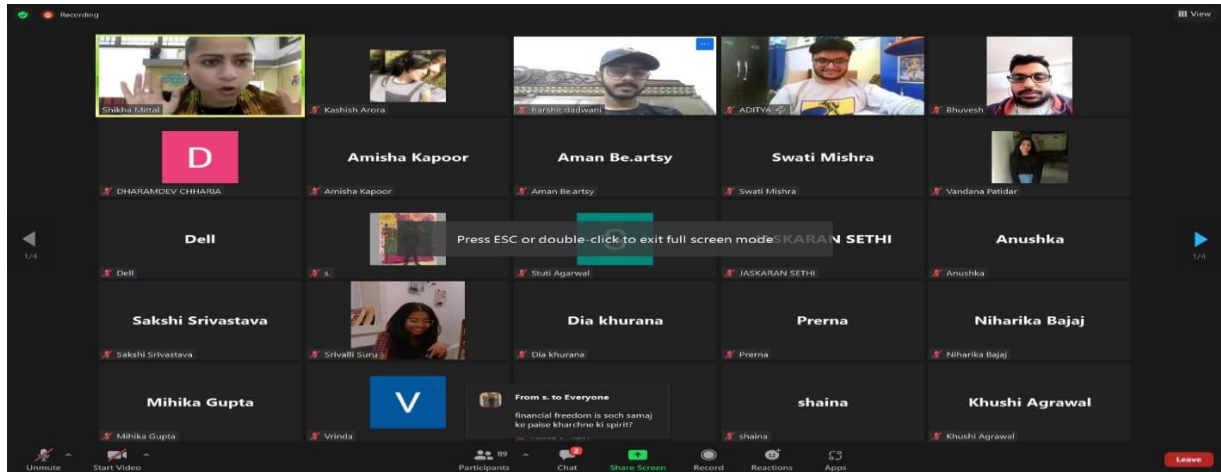 Recording
View
Shikha Mittal
Kashish Arora
harshit dadwani
ADITYA
Bhuvesh
D
DHARAMDEV CHHARIA
Amisha Kapoor
Amisha Kapoor
Aman Be.artsy
Aman Be.artsy
Swati Mishra
Swati Mishra
Vandana Patidar
1/4
Dell
Dell
s.
Press ESC or double-click to exit full screen mode
S
Stuti Agarwal
JASKARAN SETHI
JASKARAN SETHI
Anushka
Anushka
1/4
Sakshi Srivastava
Sakshi Srivastava
Srivalli Suru
Dia khurana
Dia khurana
Prerna
Prerna
Niharika Bajaj
Niharika Bajaj
Mihika Gupta
Mihika Gupta
V
Vrinda
From s. to Everyone
financial freedom is soch samaj
ke paise kharchne ki spirit?
shaina
shaina
Khushi Agrawal
Khushi Agrawal
Unmute
Start Video
89
Participants
2
Chat
Share Screen
Record
Reactions
Apps
Leave